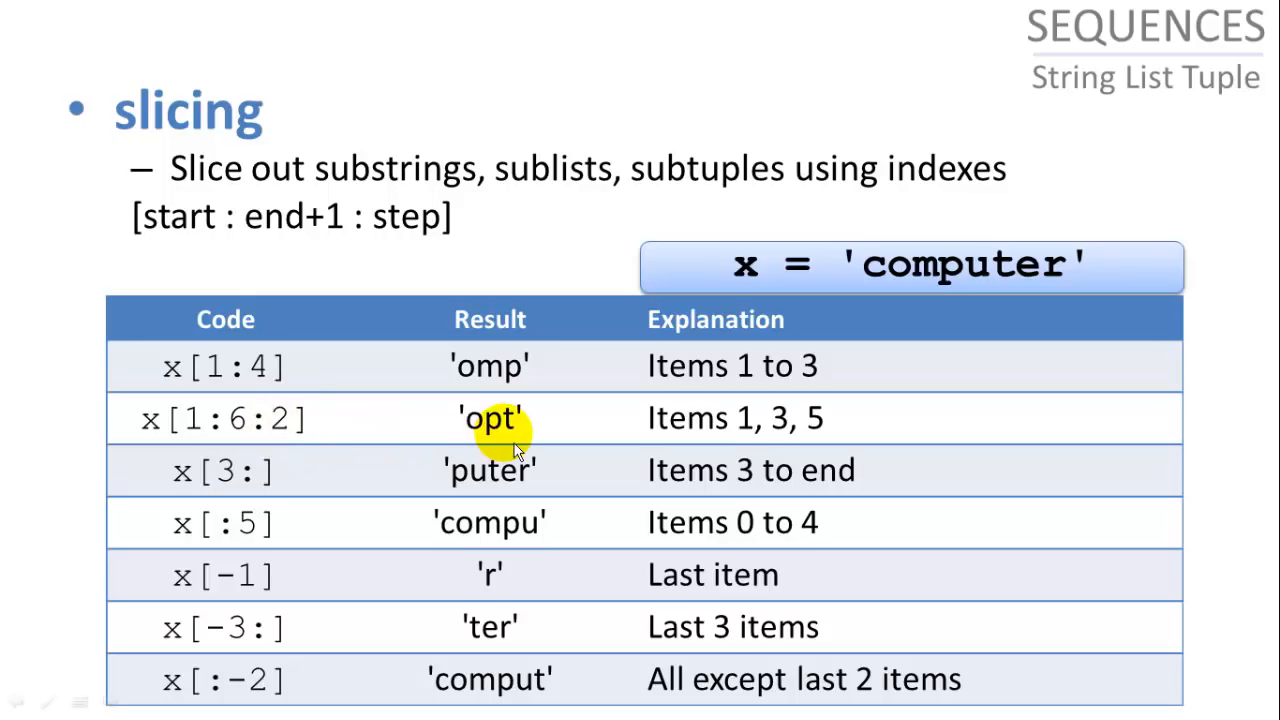 SEQUENCES
String List Tuple
• slicing
– Slice out substrings, sublists, subtuples using indexes
[start : end+1 : step]
x = 'computer'
Code Result Explanation
x[1:4] 'omp' Items 1 to 3
x[1:6:2] 'opt' Items 1, 3, 5
x[3:] 'puter' Items 3 to end
x[:5] 'compu' Items 0 to 4
x[-1] 'r' Last item
x[-3:] 'ter' Last 3 items
x[:-2] 'comput' All except last 2 items